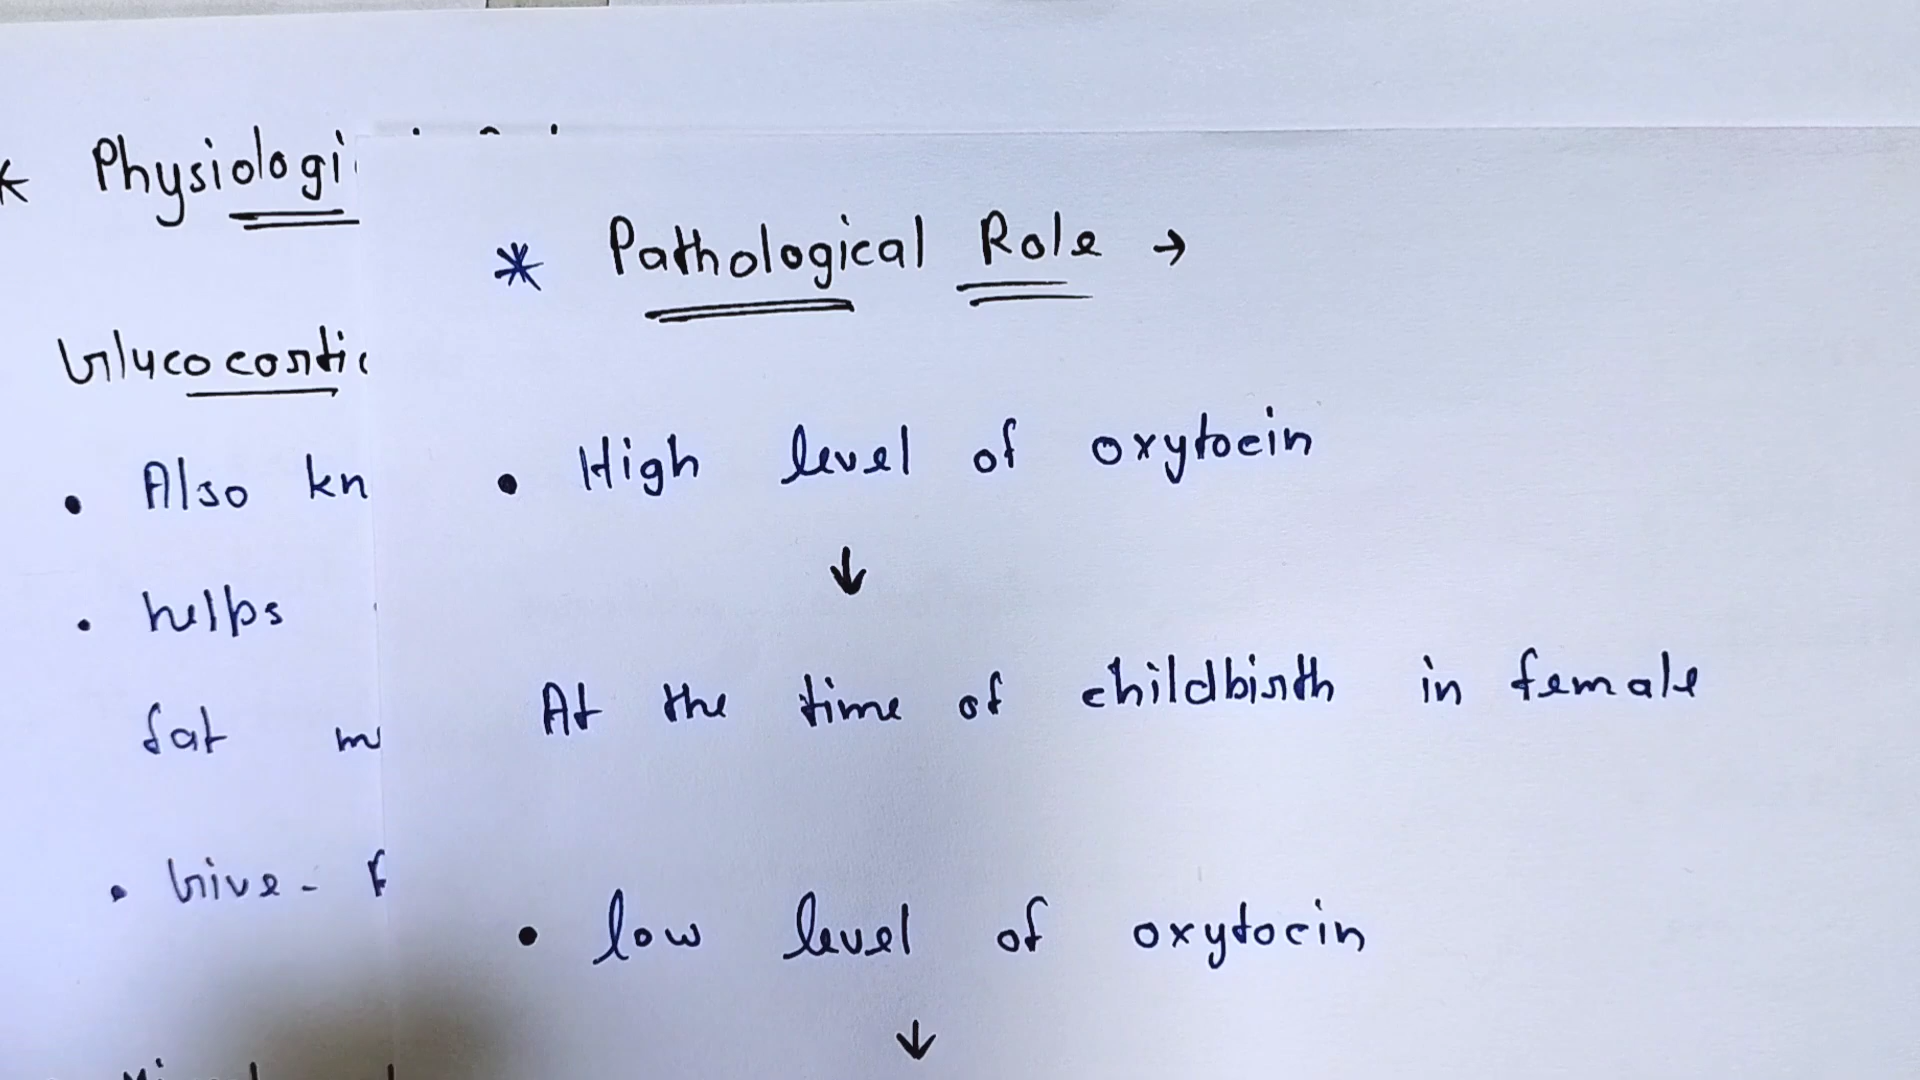 * Physiologi
Glucocorti
• Also kn
• helps
fat m
• Give -
* Pathological Role →
• High level of oxytocin
↓
At the time of childbirth in female
• low level of oxytocin
↓